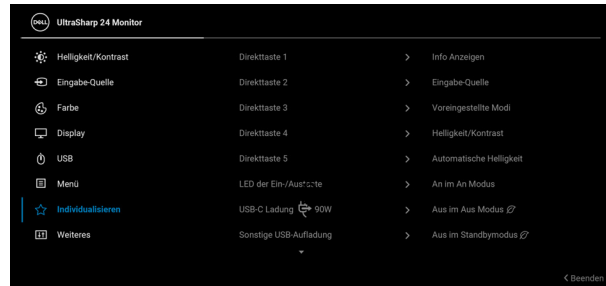 DELL UltraSharp 24 Monitor
Helligkeit/Kontrast Direkttaste 1 > Info Anzeigen
Eingabe-Quelle Direkttaste 2 > Eingabe-Quelle
Farbe Direkttaste 3 > Voreingestellte Modi
Display Direkttaste 4 > Helligkeit/Kontrast
USB Direkttaste 5 > Automatische Helligkeit
Menü LED der > An im An Modus
Individualisieren USB-C Ladung 90W > Aus im Aus Modus
Weiteres Sonstige USB-Aufladung > Aus im Standbymodus
< Beenden